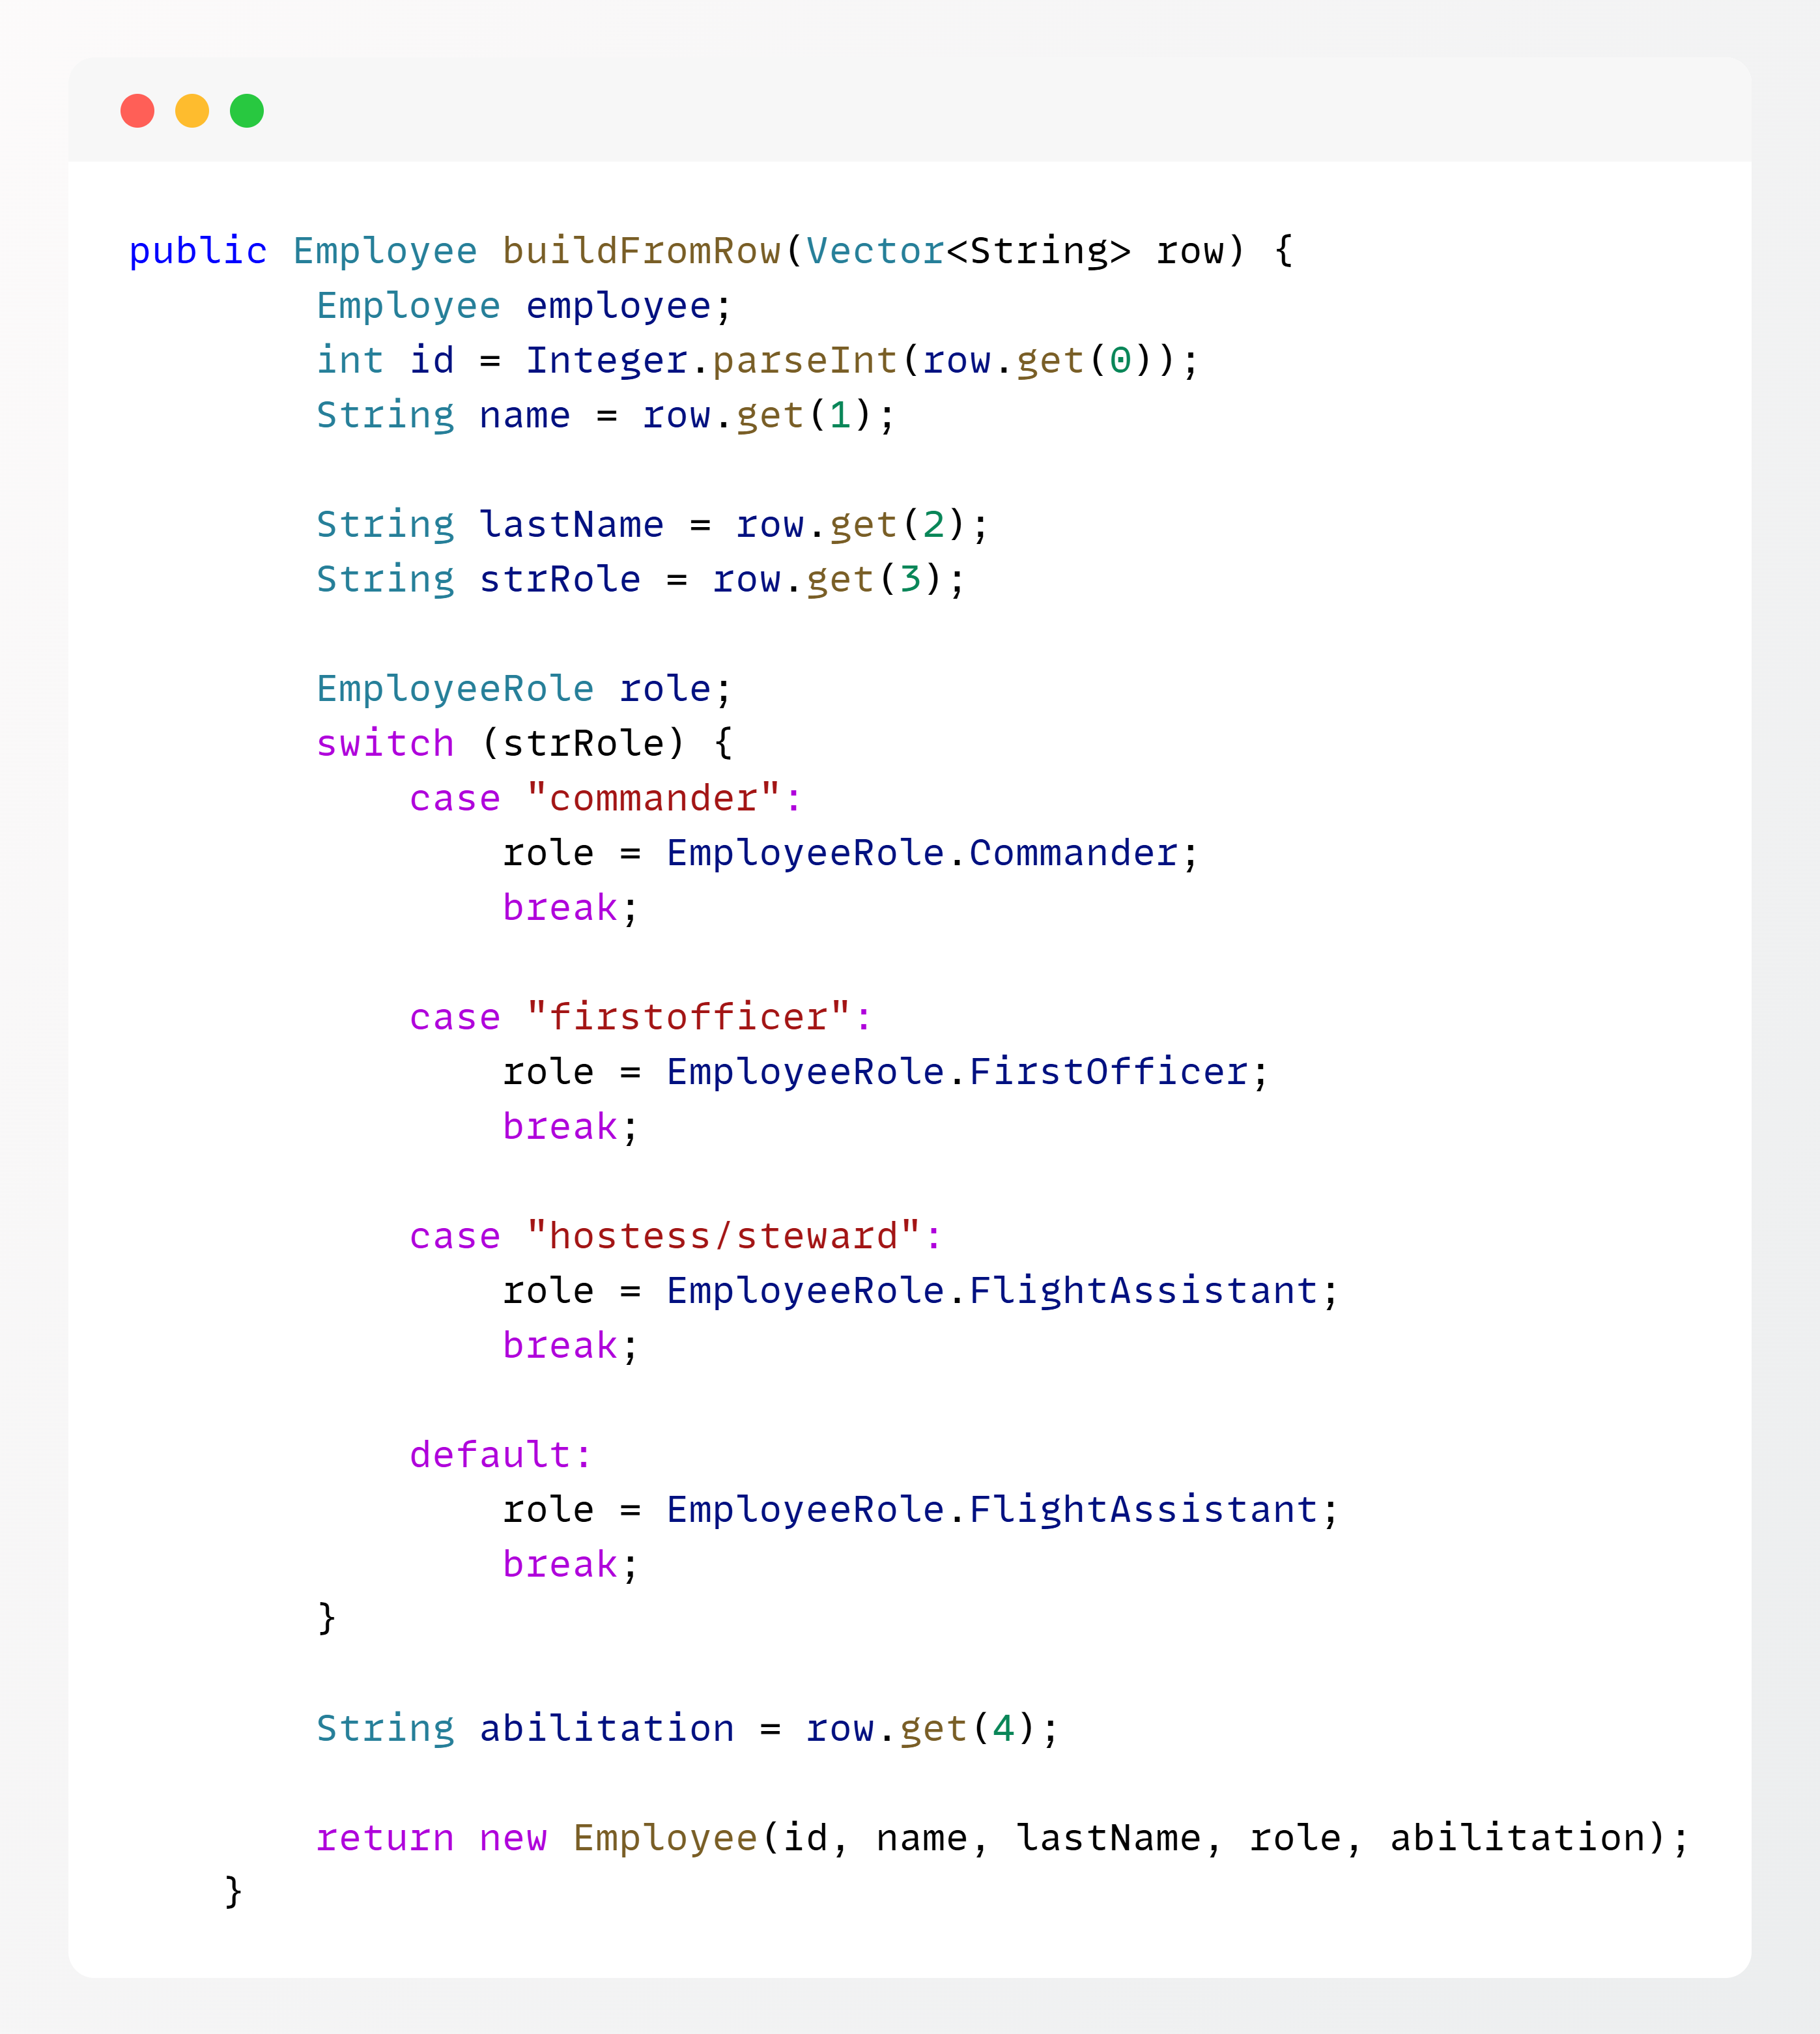 public Employee buildFromRow(Vector<String> row) {
        Employee employee;
        int id = Integer.parseInt(row.get(0));
        String name = row.get(1);

        String lastName = row.get(2);
        String strRole = row.get(3);

        EmployeeRole role;
        switch (strRole) {
            case "commander":
                role = EmployeeRole.Commander;
                break;

            case "firstofficer":
                role = EmployeeRole.FirstOfficer;
                break;

            case "hostess/steward":
                role = EmployeeRole.FlightAssistant;
                break;

            default:
                role = EmployeeRole.FlightAssistant;
                break;
        }

        String abilitation = row.get(4);

        return new Employee(id, name, lastName, role, abilitation);
    }